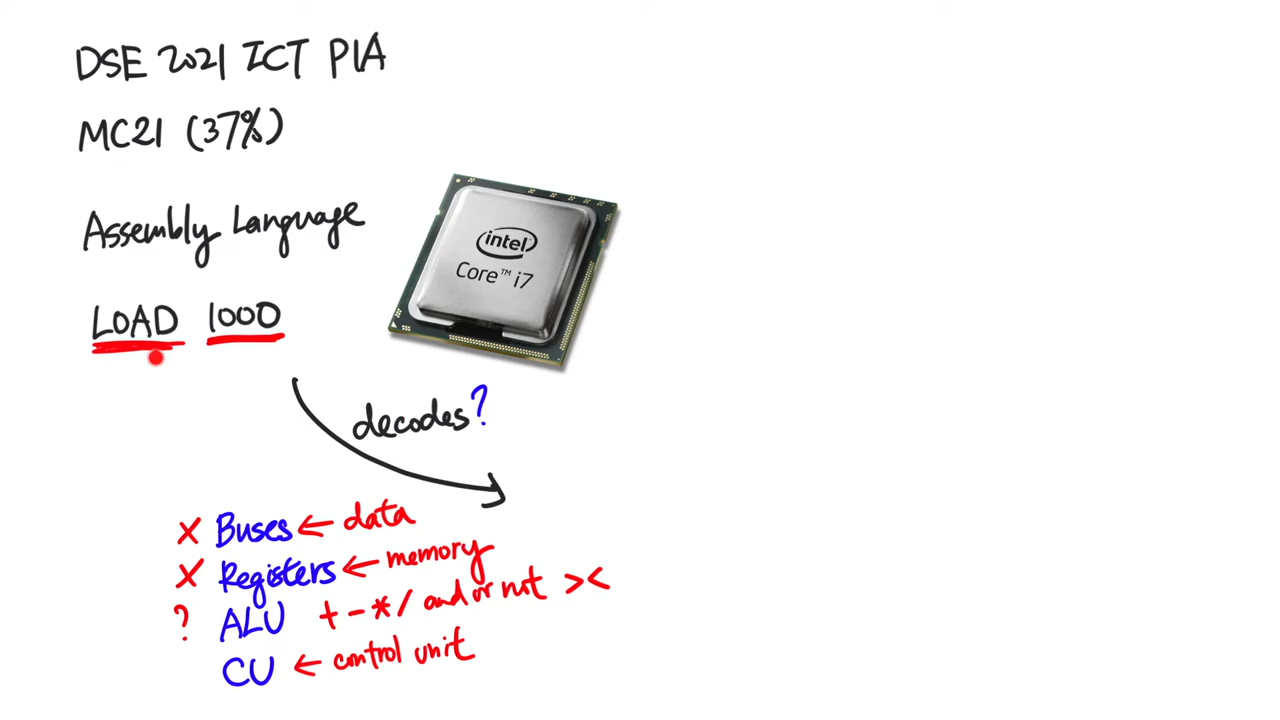 DSE 2021 ICT P1A
MC21 (37%)
Assembly Language
LOAD 1000
intel
Core™ i7
decodes?
× Buses ← data
× Registers ← memory
? ALU + - * / and or not > <
CU ← control unit